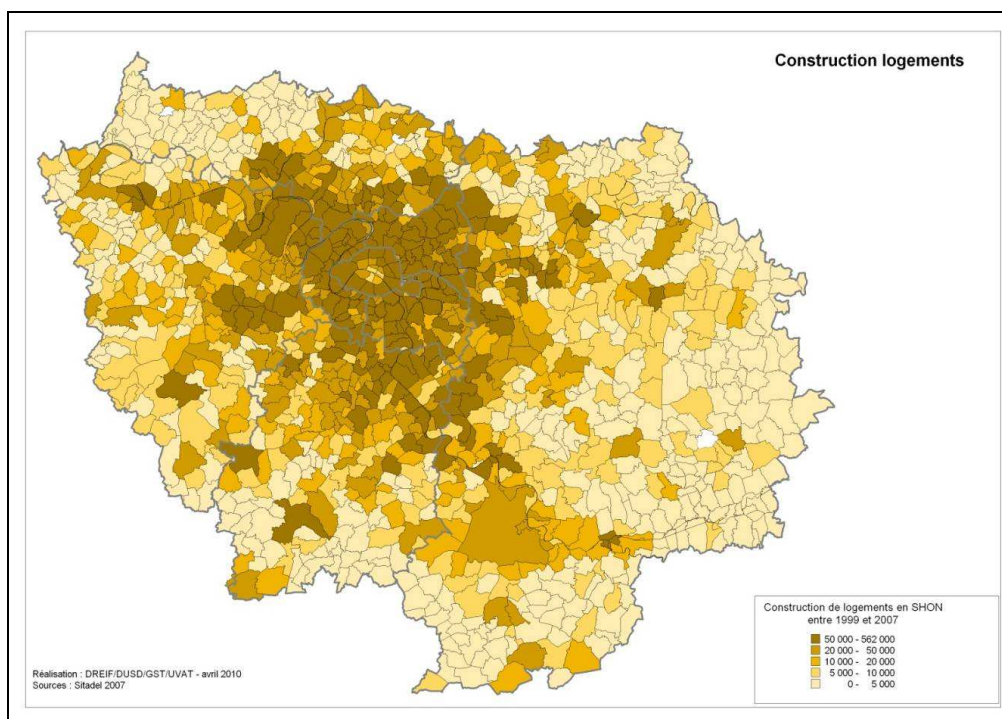 Construction logements
Construction de logements en SHON
entre 1999 et 2007
50 000 - 562 000
20 000 - 50 000
10 000 - 20 000
5 000 - 10 000
0 - 5 000
Réalisation : DREIF/DUSD/GST/UVAT - avril 2010
Sources : Sitadel 2007